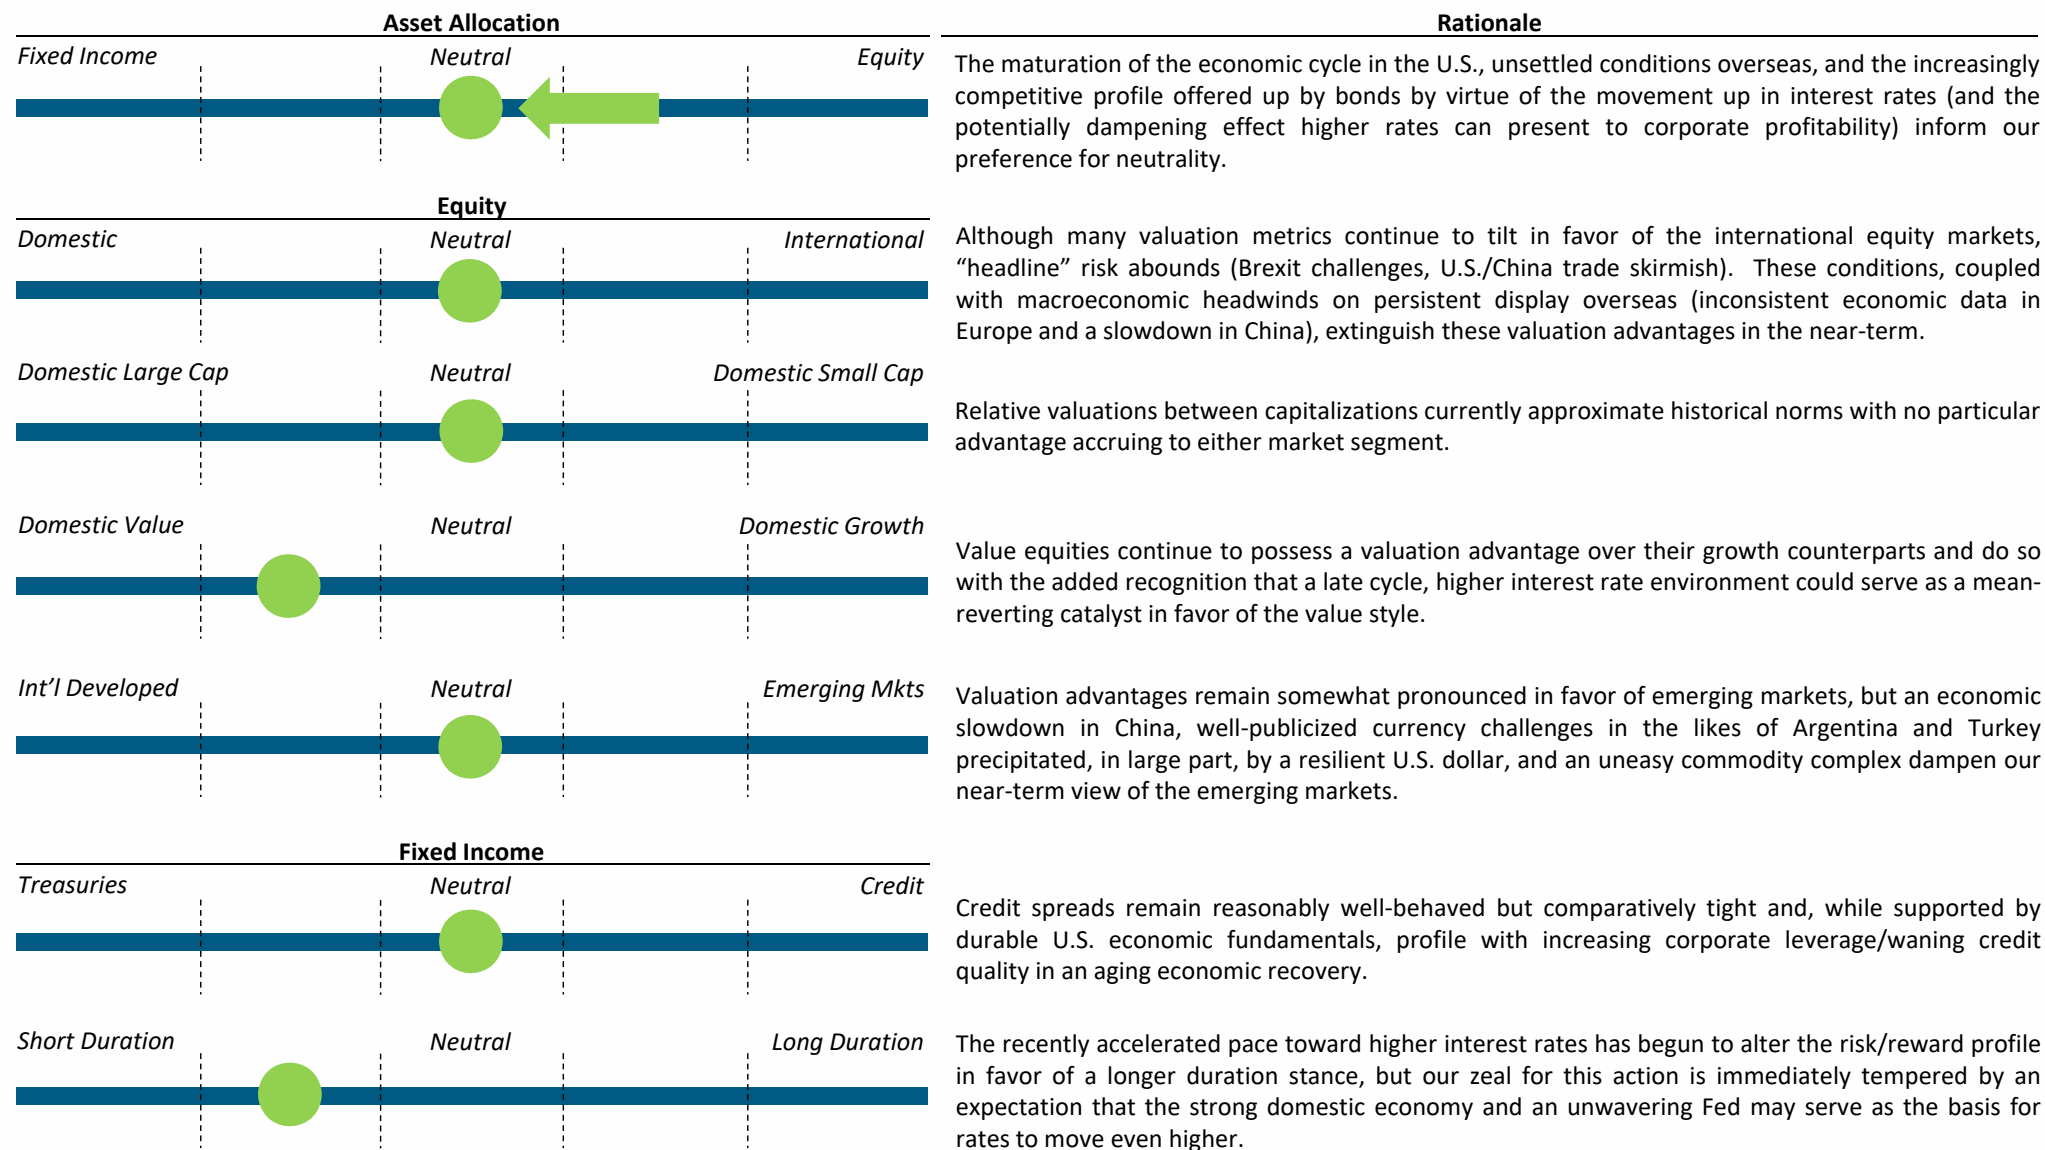 Asset Allocation
Rationale
Fixed Income Neutral Equity
The maturation of the economic cycle in the U.S., unsettled conditions overseas, and the increasingly
competitive profile offered up by bonds by virtue of the movement up in interest rates (and the
potentially dampening effect higher rates can present to corporate profitability) inform our
preference for neutrality.
Equity
Domestic Neutral International
Although many valuation metrics continue to tilt in favor of the international equity markets,
“headline” risk abounds (Brexit challenges, U.S./China trade skirmish). These conditions, coupled
with macroeconomic headwinds on persistent display overseas (inconsistent economic data in
Europe and a slowdown in China), extinguish these valuation advantages in the near-term.
Domestic Large Cap Neutral Domestic Small Cap
Relative valuations between capitalizations currently approximate historical norms with no particular
advantage accruing to either market segment.
Domestic Value Neutral Domestic Growth
Value equities continue to possess a valuation advantage over their growth counterparts and do so
with the added recognition that a late cycle, higher interest rate environment could serve as a mean-
reverting catalyst in favor of the value style.
Int’l Developed Neutral Emerging Mkts
Valuation advantages remain somewhat pronounced in favor of emerging markets, but an economic
slowdown in China, well-publicized currency challenges in the likes of Argentina and Turkey
precipitated, in large part, by a resilient U.S. dollar, and an uneasy commodity complex dampen our
near-term view of the emerging markets.
Fixed Income
Treasuries Neutral Credit
Credit spreads remain reasonably well-behaved but comparatively tight and, while supported by
durable U.S. economic fundamentals, profile with increasing corporate leverage/waning credit
quality in an aging economic recovery.
Short Duration Neutral Long Duration
The recently accelerated pace toward higher interest rates has begun to alter the risk/reward profile
in favor of a longer duration stance, but our zeal for this action is immediately tempered by an
expectation that the strong domestic economy and an unwavering Fed may serve as the basis for
rates to move even higher.